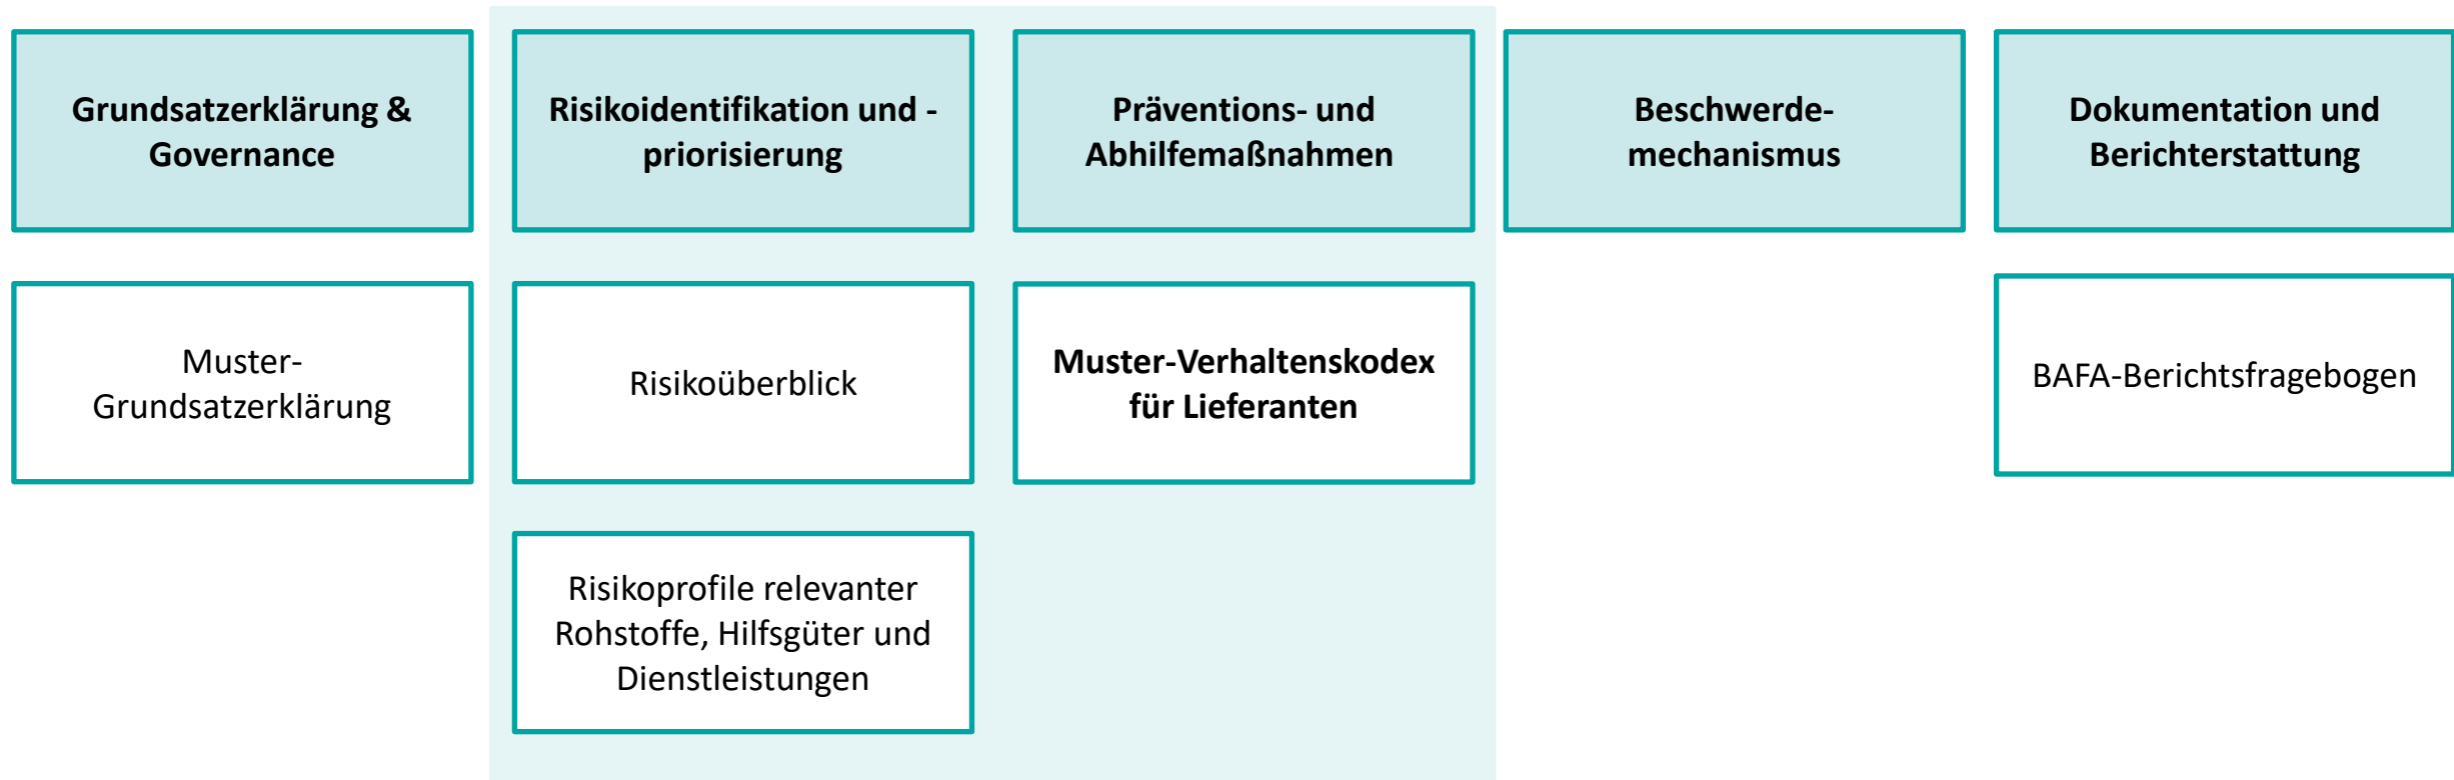 Grundsatzerklärung &
Governance
Risikoidentifikation und -
priorisierung
Präventions- und
Abhilfemaßnahmen
Beschwerde-
mechanismus
Dokumentation und
Berichterstattung
Muster-
Grundsatzerklärung
Risikoüberblick
Muster-Verhaltenskodex
für Lieferanten
BAFA-Berichtsfragebogen
Risikoprofile relevanter
Rohstoffe, Hilfsgüter und
Dienstleistungen